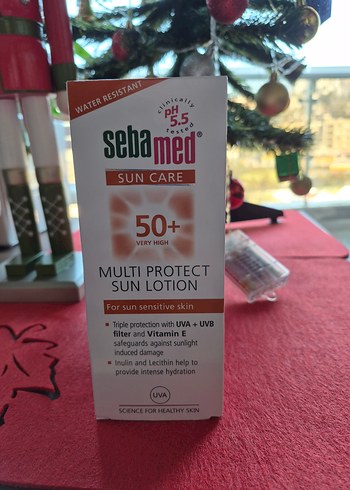 WATER RESISTANT
clinically
pH
5.5
tested
sebamed®
SUN CARE
50+
VERY HIGH
MULTI PROTECT
SUN LOTION
For sun sensitive skin
▪ Triple protection with UVA + UVB
filter and Vitamin E
safeguards against sunlight
induced damage
▪ Inulin and Lecithin help to
provide intense hydration
UVA
SCIENCE FOR HEALTHY SKIN